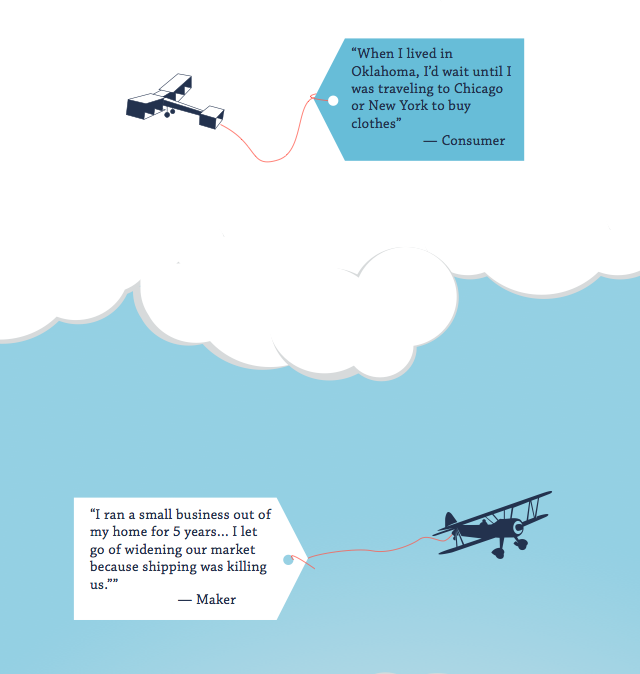 “When I lived in
Oklahoma, I’d wait until I
was traveling to Chicago
or New York to buy
clothes”
— Consumer
“I ran a small business out of
my home for 5 years... I let
go of widening our market
because shipping was killing
us.””
— Maker